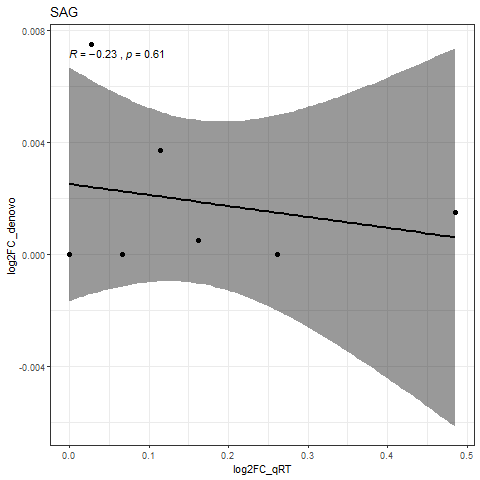 SAG
R = −0.23 , p = 0.61
0.008
0.004
0.000
-0.004
log2FC_denovo
0.0 0.1 0.2 0.3 0.4 0.5
log2FC_qRT